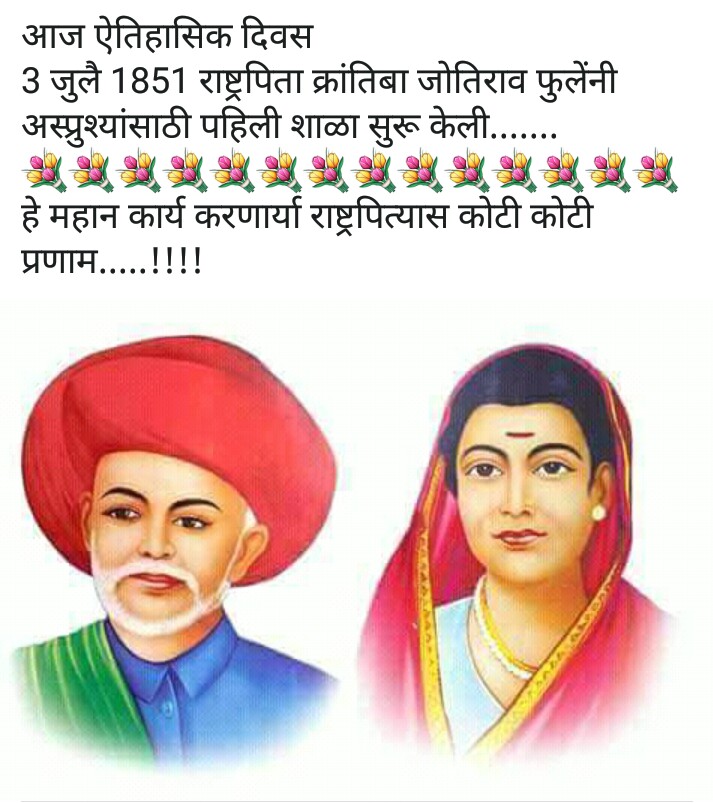 आज ऐतिहासिक दिवस
3 जुलै 1851 राष्ट्रपिता क्रांतिबा जोतिराव फुलेंनी
अस्प्रुश्यांसाठी पहिली शाळा सुरू केली.......
💐💐💐💐💐💐💐💐💐💐💐💐💐💐
हे महान कार्य करणार्या राष्ट्रपित्यास कोटी कोटी
प्रणाम.....!!!!